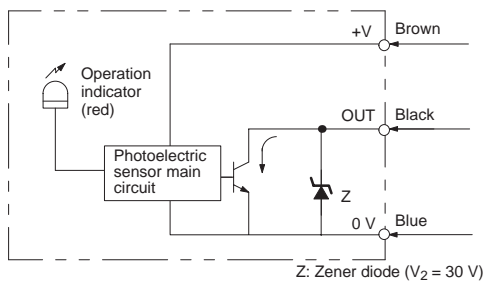 +V Brown
Operation
indicator
(red)
OUT Black
Photoelectric
sensor main
circuit
Z
0 V Blue
Z: Zener diode (V2 = 30 V)